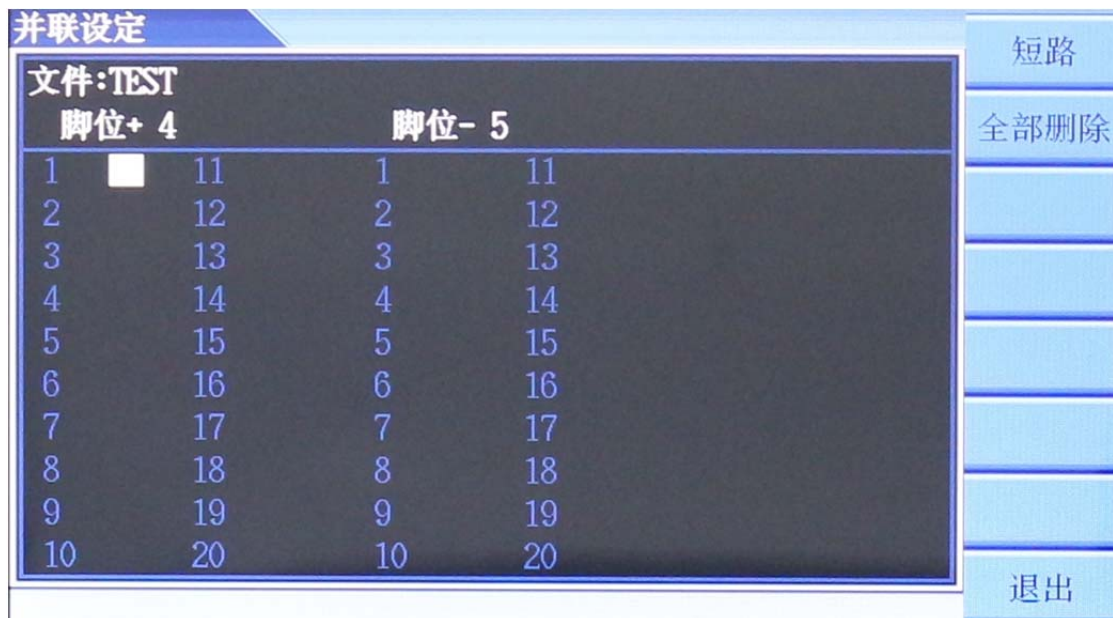 并联设定
文件:TEST
脚位+ 4 脚位- 5
1 11 1 11
2 12 2 12
3 13 3 13
4 14 4 14
5 15 5 15
6 16 6 16
7 17 7 17
8 18 8 18
9 19 9 19
10 20 10 20
短路
全部删除
退出